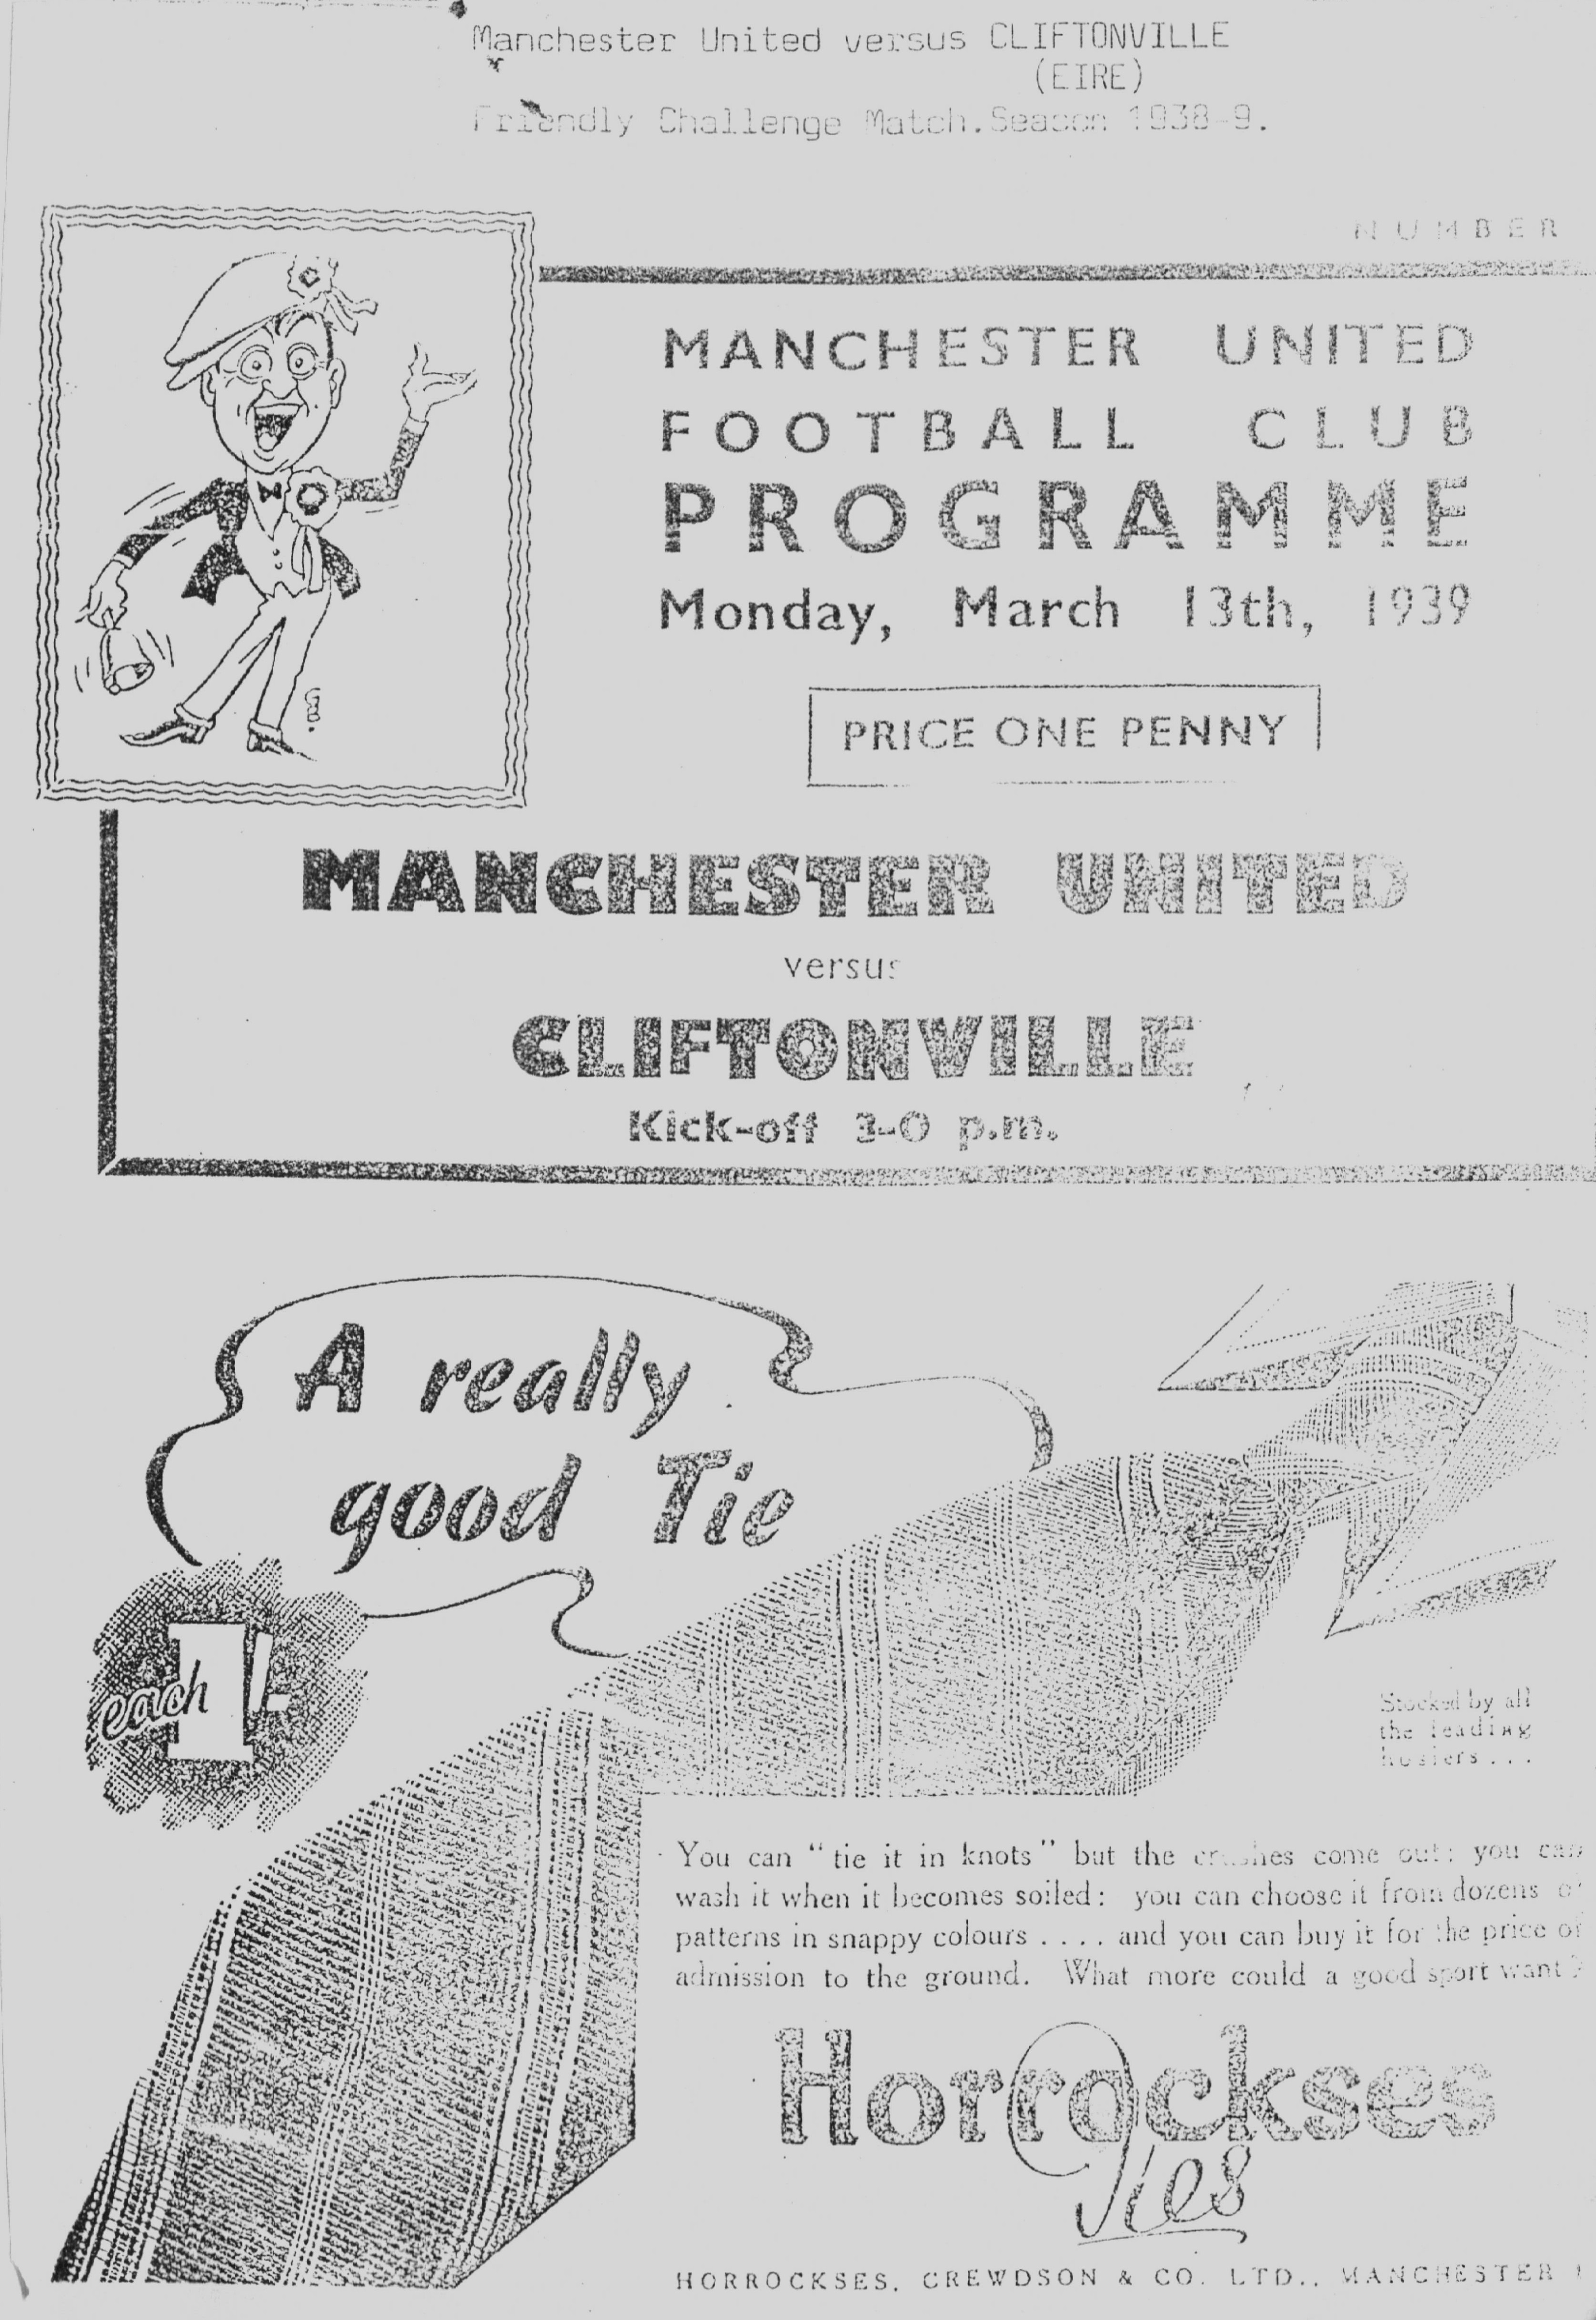 Manchester United versus CLIFTONVILLE
(EIRE)
Friendly Challenge Match. Season 1938-9.
NUMBER
MANCHESTER UNITED
FOOTBALL CLUB
PROGRAMME
Monday, March 13th, 1939
PRICE ONE PENNY
MANCHESTER UNITED
versus
CLIFTONVILLE
Kick-off 3-0 p.m.
A really
good Tie
each 1/-
Stocked by all
the leading
hosiers . . .
You can "tie it in knots" but the crushes come out: you can
wash it when it becomes soiled: you can choose it from dozens of
patterns in snappy colours . . . . and you can buy it for the price of
admission to the ground. What more could a good sport want?
Horrockses
Ties
HORROCKSES, CREWDSON & CO. LTD., MANCHESTER